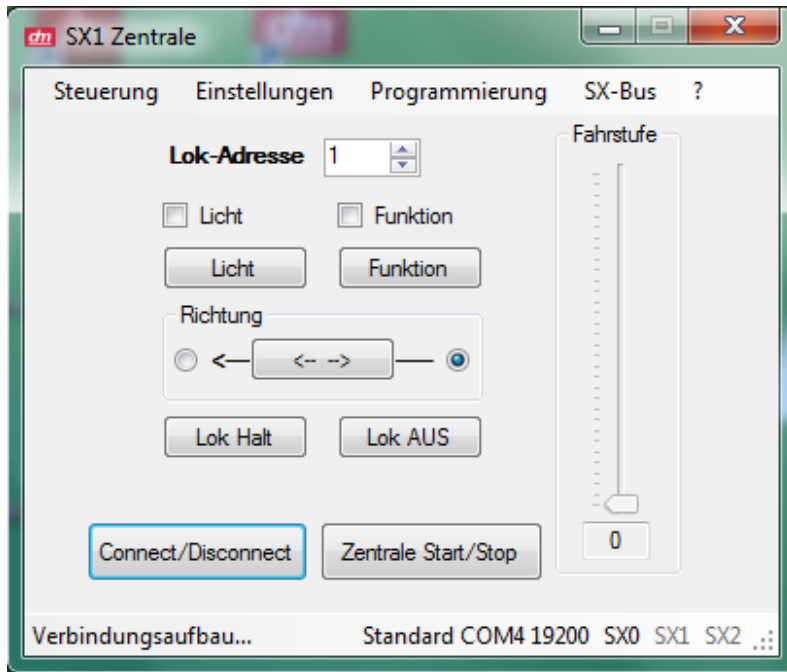 dm SX1 Zentrale
Steuerung Einstellungen Programmierung SX-Bus ?
Lok-Adresse 1
Fahrstufe
Licht Funktion
Licht Funktion
Richtung
<— <-- --> —
Lok Halt Lok AUS
0
Connect/Disconnect Zentrale Start/Stop
Verbindungsaufbau... Standard COM4 19200 SX0 SX1 SX2